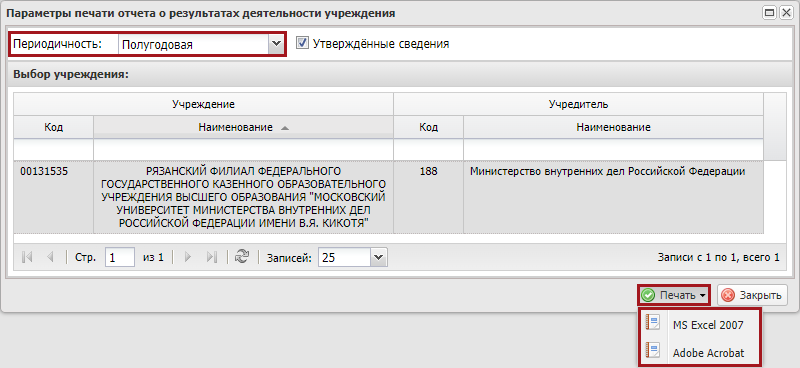 Параметры печати отчета о результатах деятельности учреждения
Периодичность: Полугодовая Утверждённые сведения
Выбор учреждения:
Учреждение Учредитель
Код Наименование Код Наименование
00131535 РЯЗАНСКИЙ ФИЛИАЛ ФЕДЕРАЛЬНОГО 188 Министерство внутренних дел Российской Федерации
ГОСУДАРСТВЕННОГО КАЗЕННОГО ОБРАЗОВАТЕЛЬНОГО
УЧРЕЖДЕНИЯ ВЫСШЕГО ОБРАЗОВАНИЯ "МОСКОВСКИЙ
УНИВЕРСИТЕТ МИНИСТЕРСТВА ВНУТРЕННИХ ДЕЛ
РОССИЙСКОЙ ФЕДЕРАЦИИ ИМЕНИ В.Я. КИКОТЯ"
Стр. 1 из 1 Записей: 25 Записи с 1 по 1, всего 1
Печать Закрыть
MS Excel 2007
Adobe Acrobat